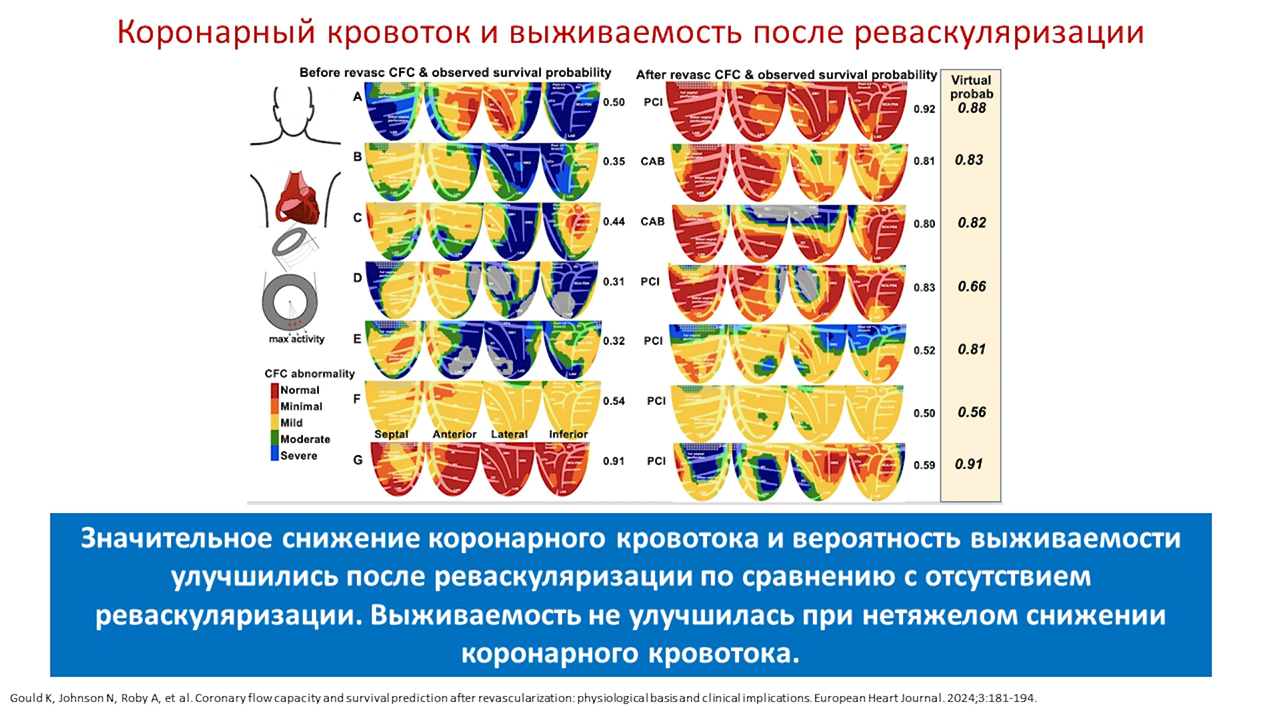 Коронарный кровоток и выживаемость после реваскуляризации
Before revasc CFC & observed survival probability
After revasc CFC & observed survival probability
Virtual
probab
A 0.50 PCI 0.92 0.88
B 0.35 CAB 0.81 0.83
C 0.44 CAB 0.80 0.82
D 0.31 PCI 0.83 0.66
max activity
E 0.32 PCI 0.52 0.81
CFC abnormality
Normal
Minimal
Mild
Moderate
Severe
F 0.54 PCI 0.50 0.56
Septal Anterior Lateral Inferior
G 0.91 PCI 0.59 0.91
Значительное снижение коронарного кровотока и вероятность выживаемости
улучшились после реваскуляризации по сравнению с отсутствием
реваскуляризации. Выживаемость не улучшилась при нетяжелом снижении
коронарного кровотока.
Gould K, Johnson N, Roby A, et al. Coronary flow capacity and survival prediction after revascularization: physiological basis and clinical implications. European Heart Journal. 2024;3:181-194.